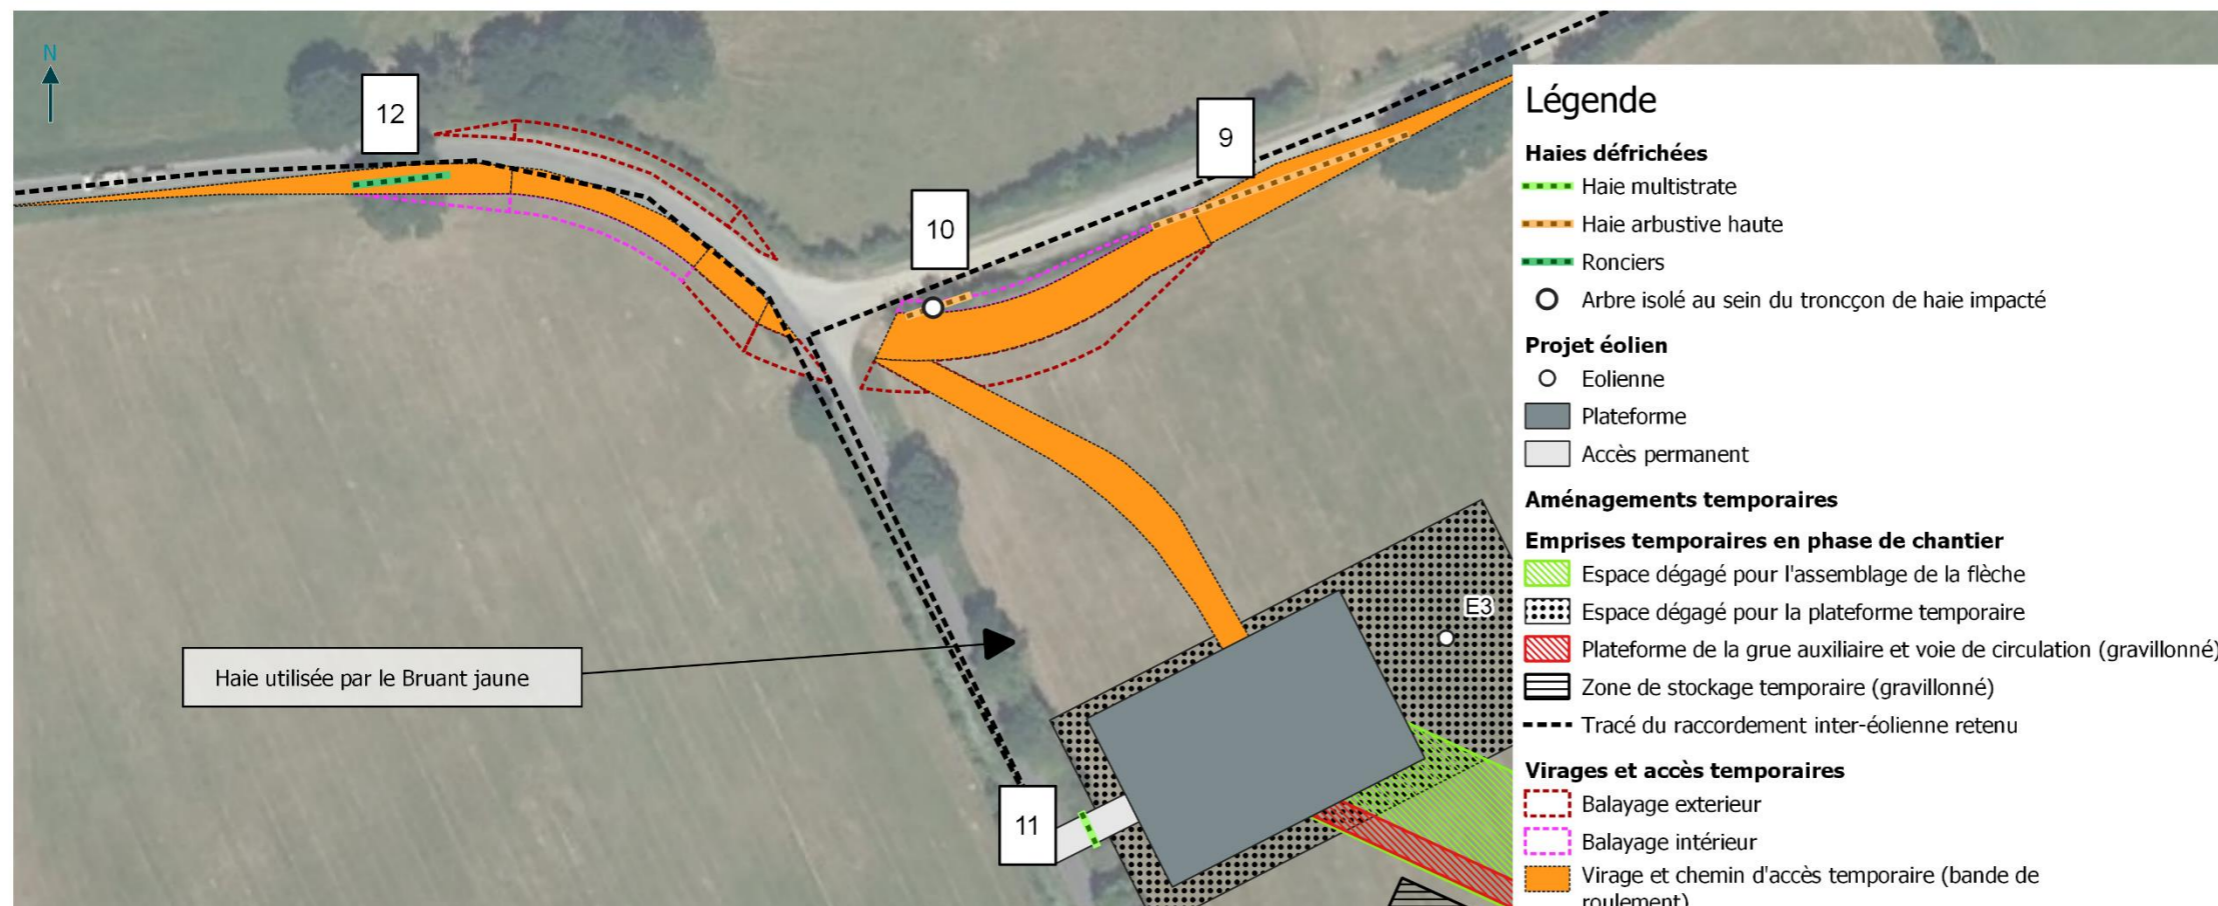 N
12
9
10
Haie utilisée par le Bruant jaune
E3
11
Légende
Haies défrichées
Haie multistrate
Haie arbustive haute
Ronciers
Arbre isolé au sein du troncçon de haie impacté
Projet éolien
Eolienne
Plateforme
Accès permanent
Aménagements temporaires
Emprises temporaires en phase de chantier
Espace dégagé pour l'assemblage de la flèche
Espace dégagé pour la plateforme temporaire
Plateforme de la grue auxiliaire et voie de circulation (gravillonné)
Zone de stockage temporaire (gravillonné)
Tracé du raccordement inter-éolienne retenu
Virages et accès temporaires
Balayage exterieur
Balayage intérieur
Virage et chemin d'accès temporaire (bande de
roulement)